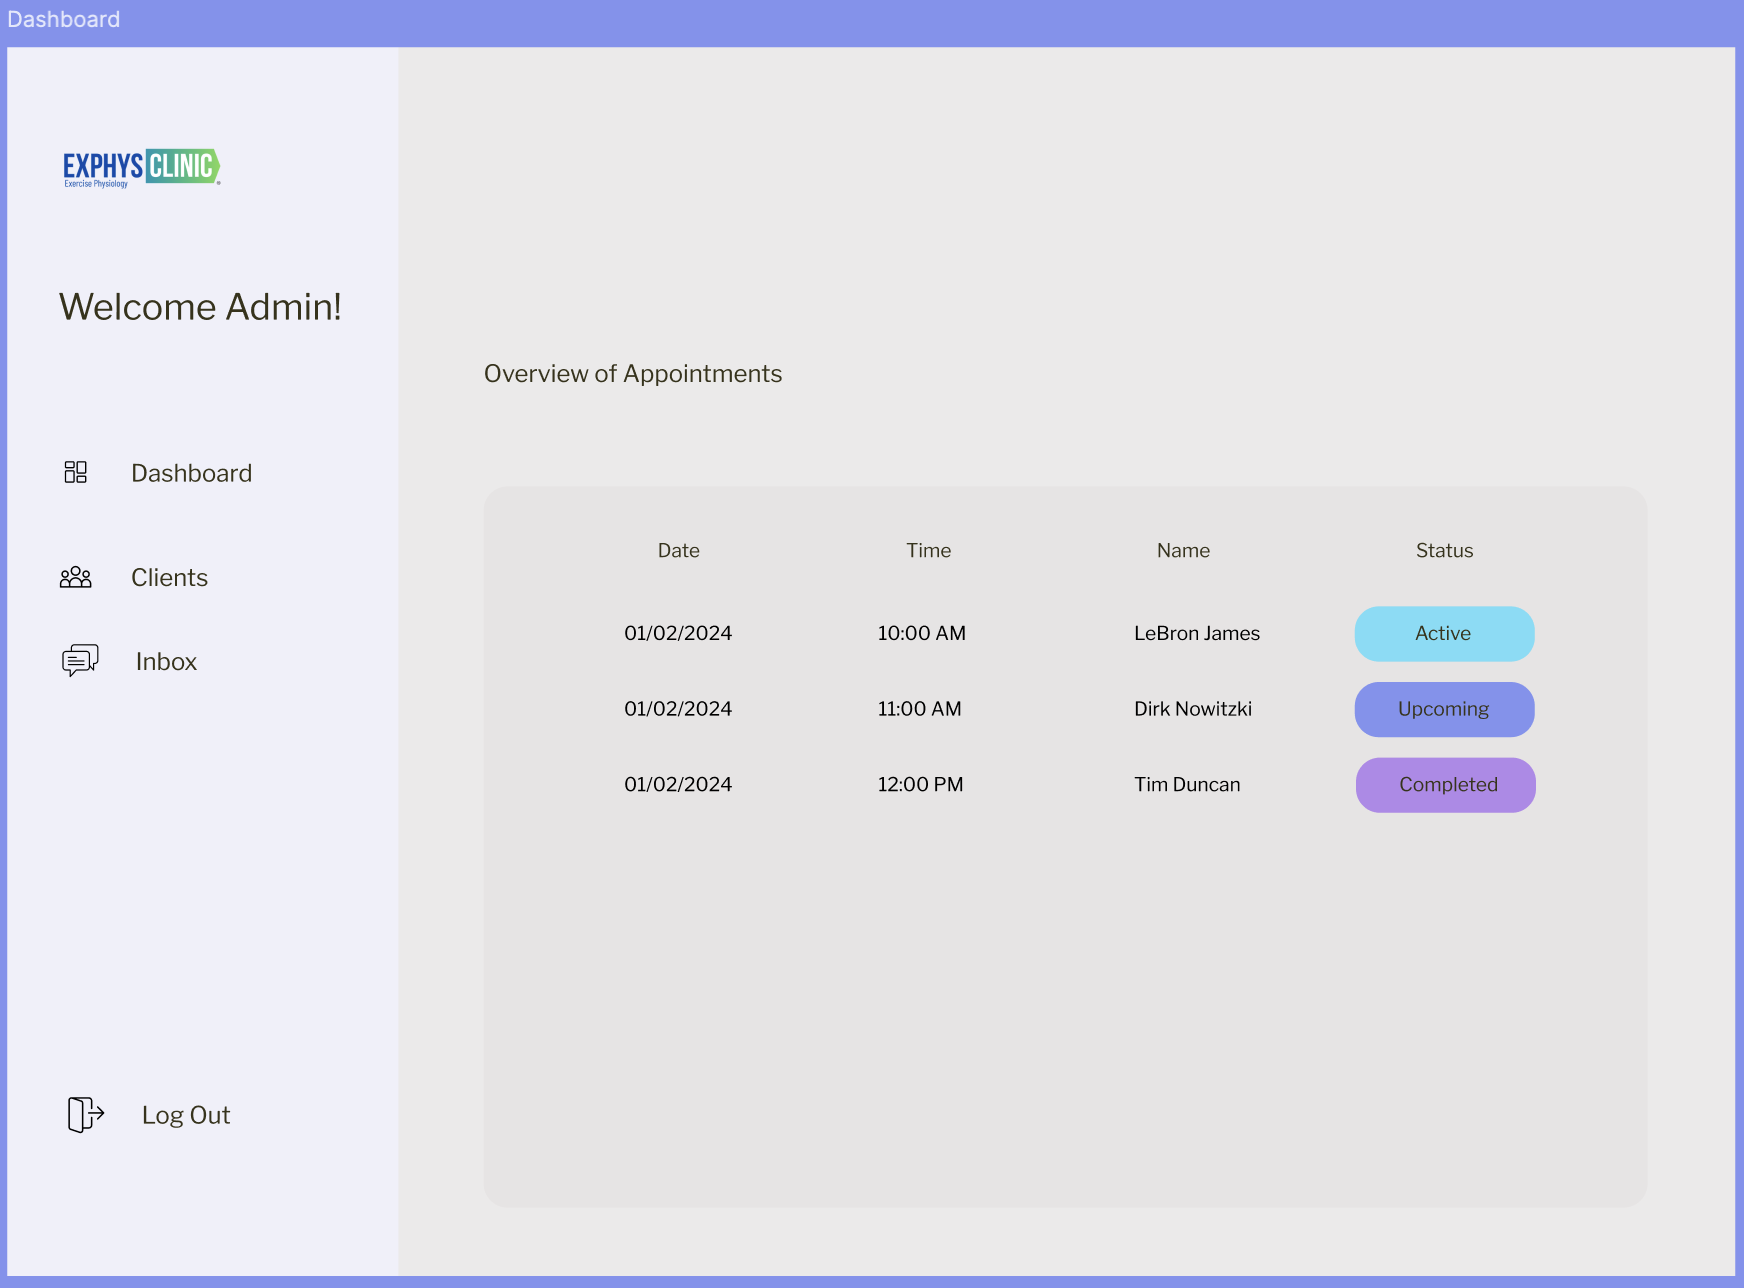 Dashboard
EXPHYS CLINIC
Exercise Physiology
Welcome Admin!
Dashboard
Clients
Inbox
Log Out
Overview of Appointments
Date Time Name Status
01/02/2024 10:00 AM LeBron James Active
01/02/2024 11:00 AM Dirk Nowitzki Upcoming
01/02/2024 12:00 PM Tim Duncan Completed